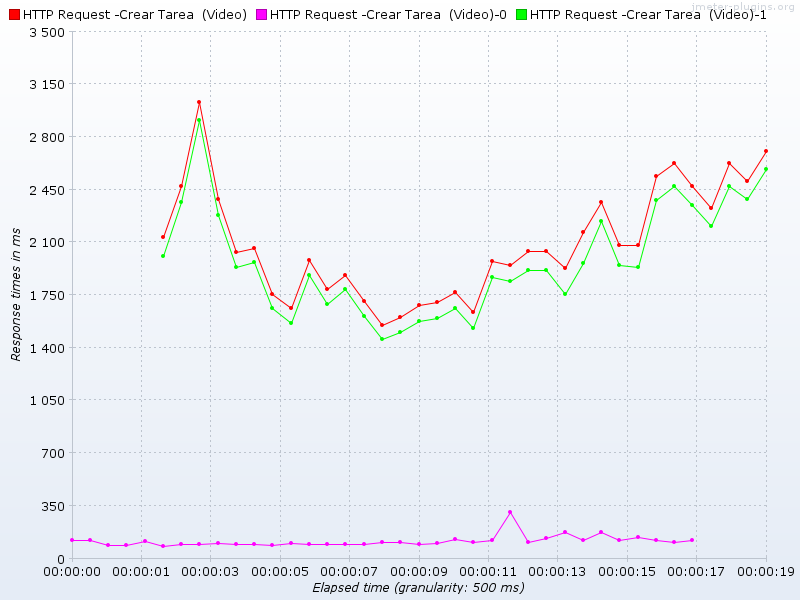 jmeter-plugins.org
HTTP Request -Crear Tarea  (Video) HTTP Request -Crear Tarea  (Video)-0 HTTP Request -Crear Tarea  (Video)-1
3 500
3 150
2 800
2 450
2 100
1 750
1 400
1 050
700
350
0
Response times in ms
00:00:00 00:00:01 00:00:03 00:00:05 00:00:07 00:00:09 00:00:11 00:00:13 00:00:15 00:00:17 00:00:19
Elapsed time (granularity: 500 ms)